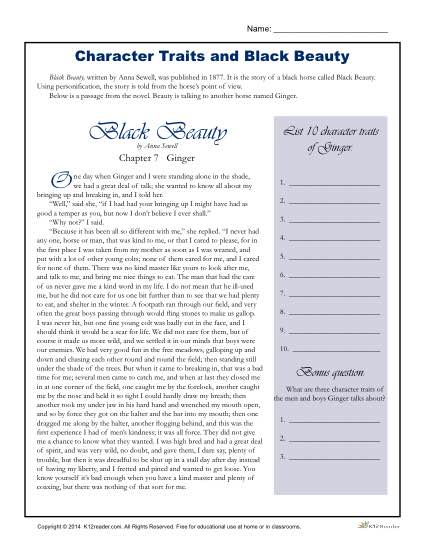 Name:
Character Traits and Black Beauty
Black Beauty, written by Anna Sewell, was published in 1877. It is the story of a black horse called Black Beauty.
Using personification, the story is told from the horse's point of view.
Below is a passage from the novel. Beauty is talking to another horse named Ginger.
Black Beauty
by Anna Sewell
Chapter 7 Ginger
One day when Ginger and I were standing alone in the shade,
we had a great deal of talk; she wanted to know all about my
bringing up and breaking in, and I told her.
"Well," said she, "if I had had your bringing up I might have had as
good a temper as you, but now I don't believe I ever shall."
"Why not?" I said.
"Because it has been all so different with me," she replied. "I never had
any one, horse or man, that was kind to me, or that I cared to please, for in
the first place I was taken from my mother as soon as I was weaned, and
put with a lot of other young colts; none of them cared for me, and I cared
for none of them. There was no kind master like yours to look after me,
and talk to me, and bring me nice things to eat. The man that had the care
of us never gave me a kind word in my life. I do not mean that he ill-used
me, but he did not care for us one bit further than to see that we had plenty
to eat, and shelter in the winter. A footpath ran through our field, and very
often the great boys passing through would fling stones to make us gallop.
I was never hit, but one fine young colt was badly cut in the face, and I
should think it would be a scar for life. We did not care for them, but of
course it made us more wild, and we settled it in our minds that boys were
our enemies. We had very good fun in the free meadows, galloping up and
down and chasing each other round and round the field; then standing still
under the shade of the trees. But when it came to breaking in, that was a bad
time for me; several men came to catch me, and when at last they closed me
in at one corner of the field, one caught me by the forelock, another caught
me by the nose and held it so tight I could hardly draw my breath; then
another took my under jaw in his hard hand and wrenched my mouth open,
and so by force they got on the halter and the bar into my mouth; then one
dragged me along by the halter, another flogging behind, and this was the
first experience I had of men's kindness; it was all force. They did not give
me a chance to know what they wanted. I was high bred and had a great deal
of spirit, and was very wild, no doubt, and gave them, I dare say, plenty of
trouble, but then it was dreadful to be shut up in a stall day after day instead
of having my liberty, and I fretted and pined and wanted to get loose. You
know yourself it's bad enough when you have a kind master and plenty of
coaxing, but there was nothing of that sort for me.
List 10 character traits
of Ginger.
1.
2.
3.
4.
5.
6.
7.
8.
9.
10.
Bonus question
What are three character traits of
the men and boys Ginger talks about?
1.
2.
3.
Copyright © 2014 K12reader.com. All Rights Reserved. Free for educational use at home or in classrooms.
K12Reader